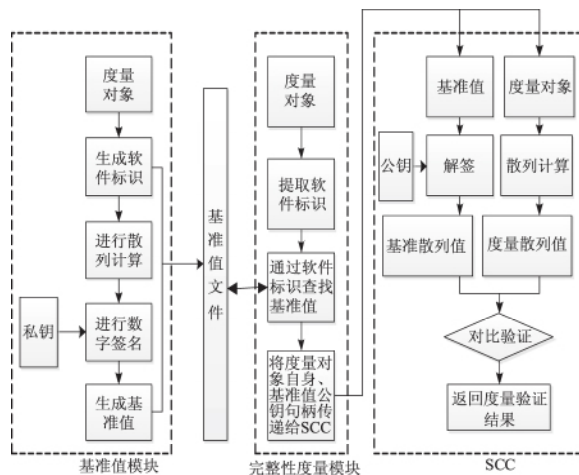 度量
对象
生成软
件标识
进行散
列计算
私钥
进行数
字签名
生成基
准值
基准值模块
基
准
值
文
件
度量
对象
提取软
件标识
通过软件
标识查找
基准值
将度量对
象自身、
基准值公
钥句柄传
递给SCC
完整性度量模块
基准值
度量对象
公钥
解签
散列计算
基准散列值
度量散列值
对比验证
返回度量验证
结果
SCC